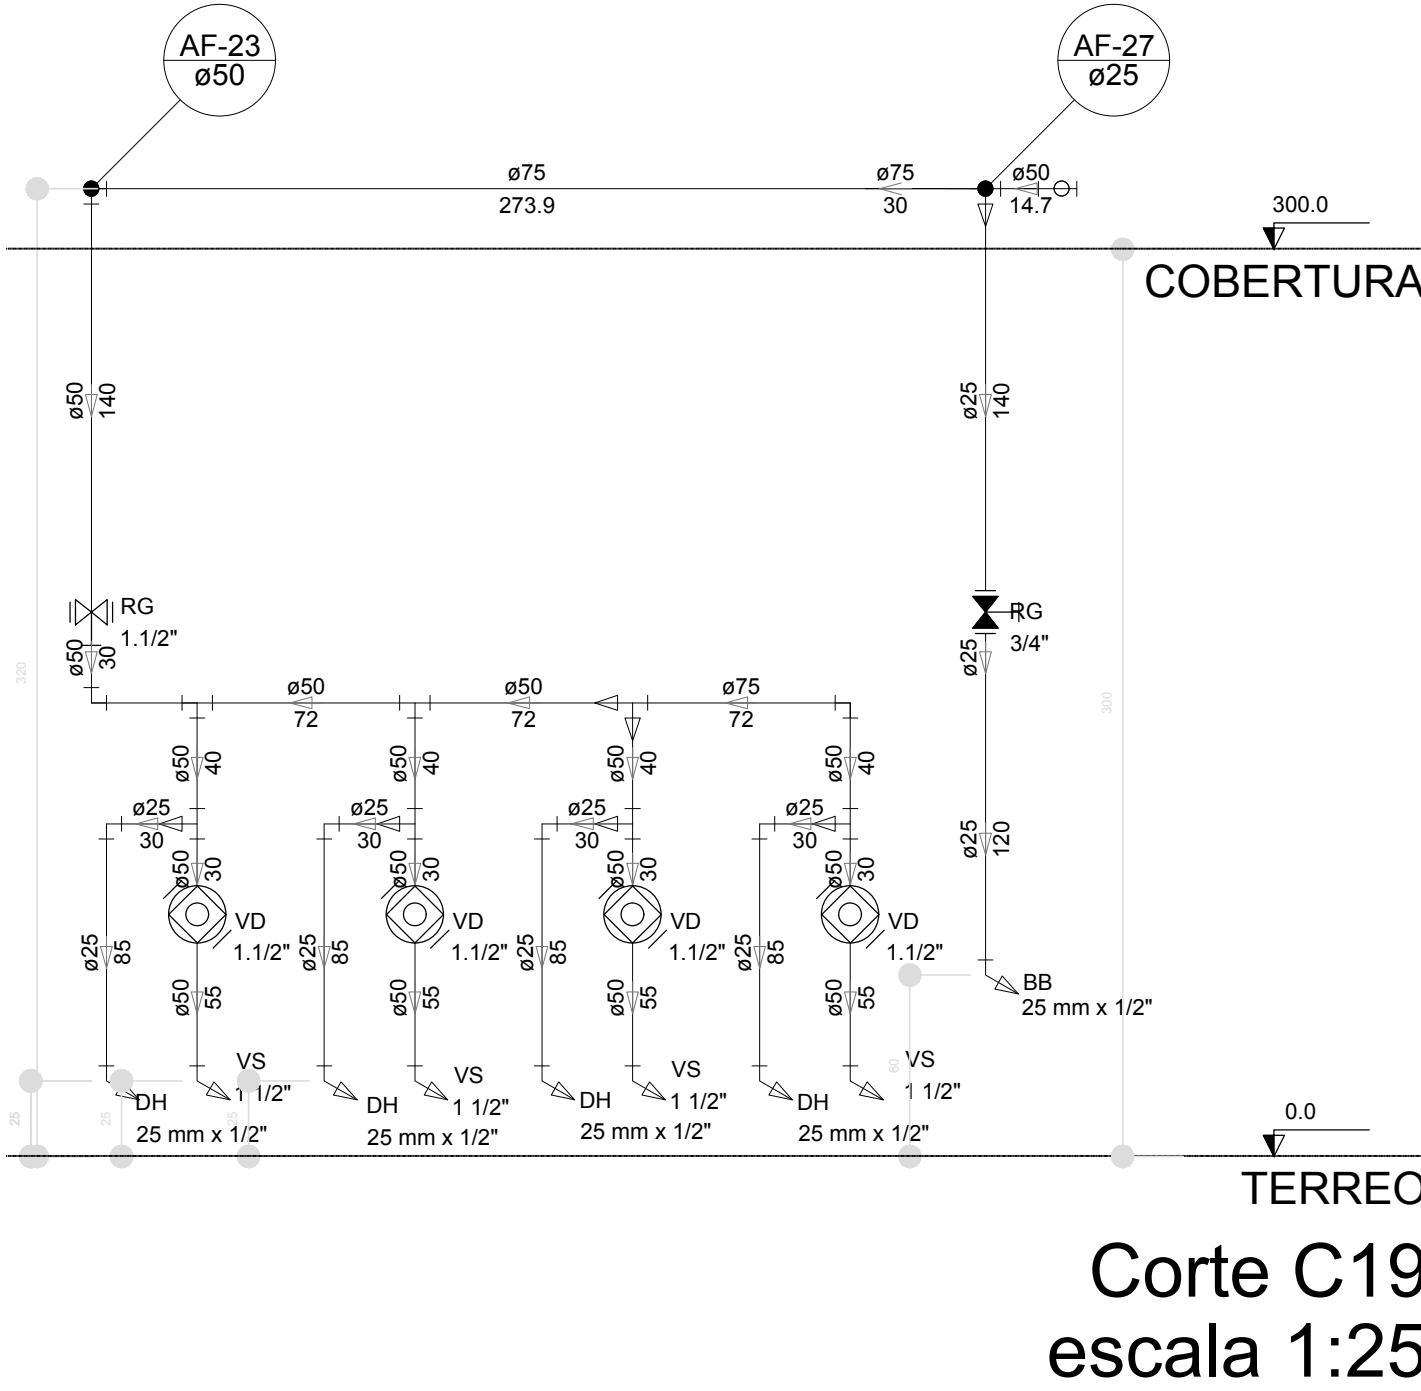 AF-23
ø50
AF-27
ø25
ø75
273.9
ø75
30
ø50
14.7
300.0
COBERTURA
ø50
140
ø25
140
RG
1.1/2"
RG
3/4"
ø50
30
ø25
320
300
ø50
72
ø50
72
ø75
72
ø50
40
ø50
40
ø50
40
ø50
40
ø25
30
ø25
30
ø25
30
ø25
30
ø25
120
ø50
30
ø50
30
ø50
30
ø50
30
VD
1.1/2"
VD
1.1/2"
VD
1.1/2"
VD
1.1/2"
ø25
85
ø25
85
ø25
85
ø25
85
ø50
55
ø50
55
ø50
55
ø50
55
BB
25 mm x 1/2"
60
VS
1 1/2"
VS
1 1/2"
VS
1 1/2"
VS
1 1/2"
25
25
25
DH
25 mm x 1/2"
DH
25 mm x 1/2"
DH
25 mm x 1/2"
DH
25 mm x 1/2"
0.0
TERREO
Corte C19
escala 1:25